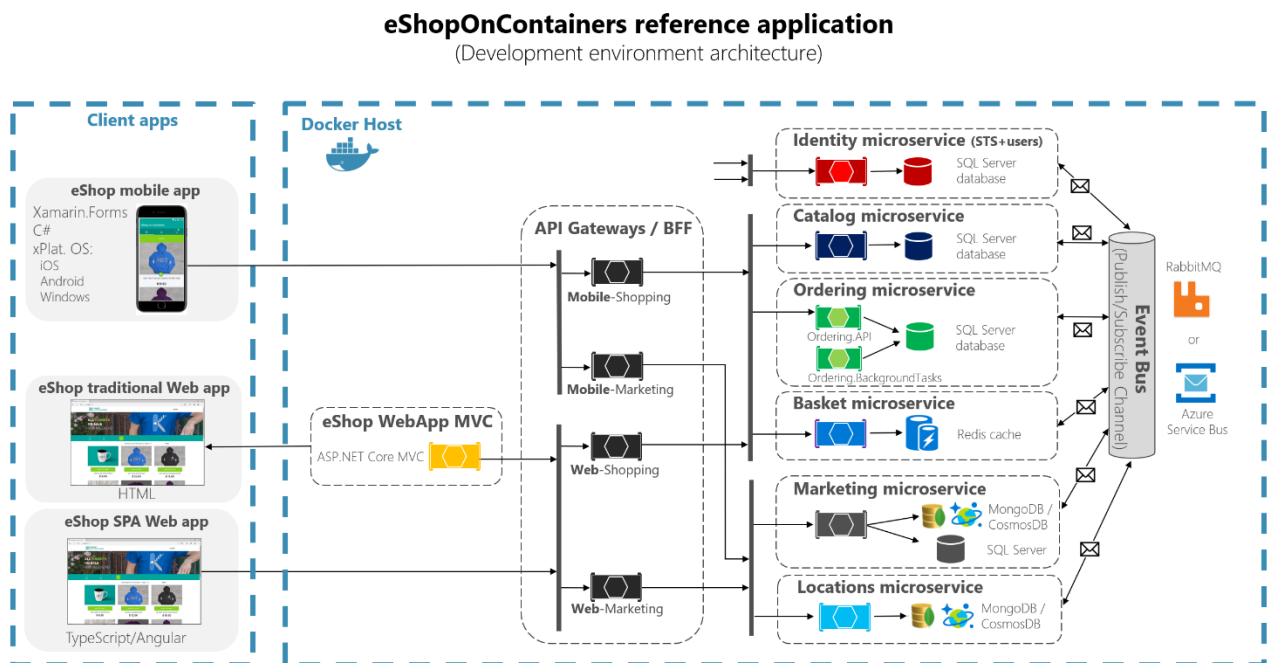 eShopOnContainers reference application
(Development environment architecture)
Client apps
eShop mobile app
Xamarin.Forms
C#
xPlat. OS:
iOS
Android
Windows
eShop traditional Web app
HTML
eShop SPA Web app
TypeScript/Angular
Docker Host
eShop WebApp MVC
ASP.NET Core MVC
API Gateways / BFF
Mobile-Shopping
Mobile-Marketing
Web-Shopping
Web-Marketing
Identity microservice (STS+users)
SQL Server
database
Catalog microservice
SQL Server
database
Ordering microservice
Ordering.API
Ordering.BackgroundTasks
SQL Server
database
Basket microservice
Redis cache
Marketing microservice
MongoDB /
CosmosDB
SQL Server
Locations microservice
MongoDB /
CosmosDB
Event Bus
(Publish/Subscribe Channel)
RabbitMQ
or
Azure
Service Bus